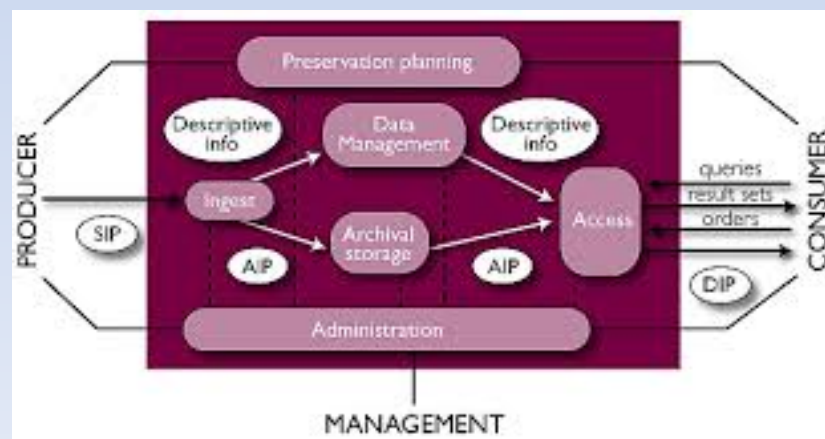 Preservation planning
Descriptive
info
Data
Management
Descriptive
info
PRODUCER
Ingest
SIP
AIP
Archival
storage
AIP
Access
queries
result sets
orders
DIP
CONSUMER
Administration
MANAGEMENT